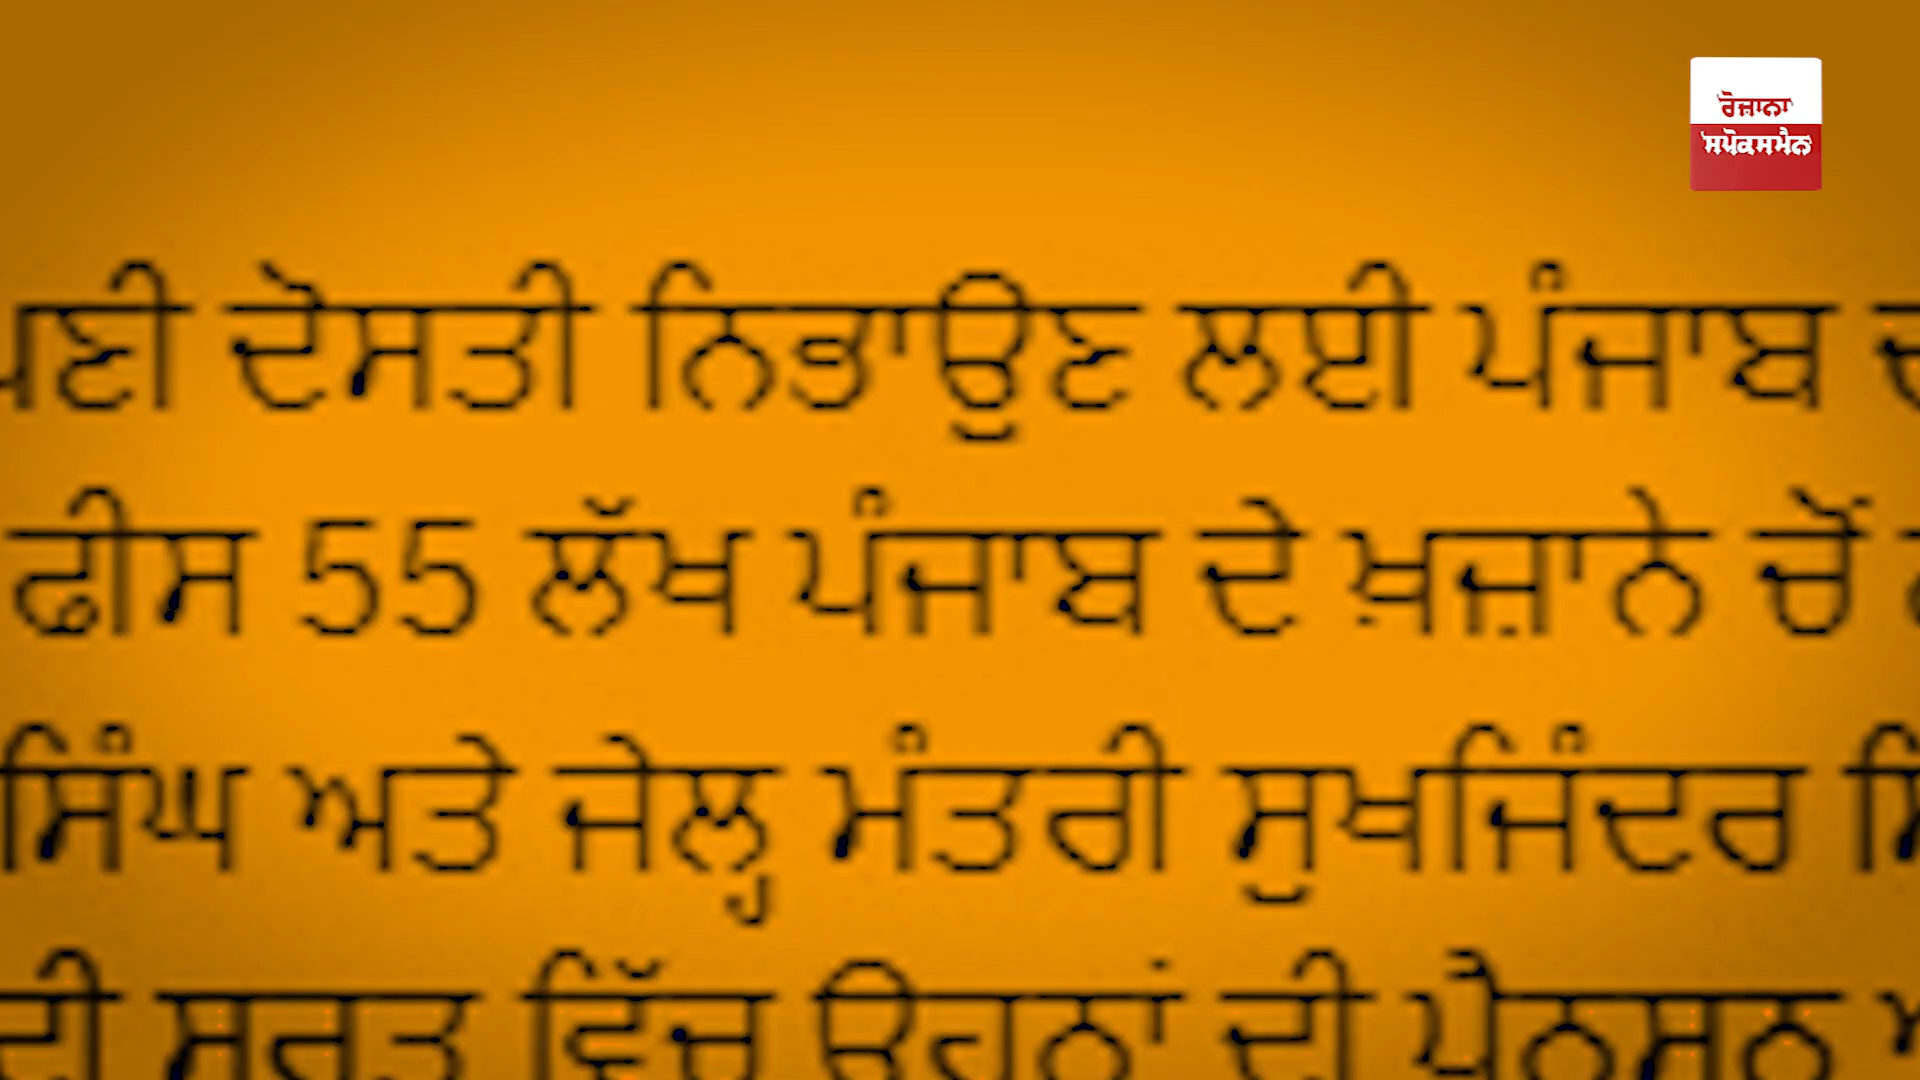 ਰੋਜ਼ਾਨਾ
ਸਪੋਕਸਮੈਨ
ਦੋਸਤੀ ਨਿਭਾਉਣ ਲਈ ਪੰਜਾਬ
ਫੀਸ 55 ਲੱਖ ਪੰਜਾਬ ਦੇ ਖ਼ਜ਼ਾਨੇ ਚੋਂ
ਸਿੰਘ ਅਤੇ ਜੇਲ੍ਹ ਮੰਤਰੀ ਸੁਖਜਿੰਦਰ
ਦੀ ਸੂਰਤ ਵਿੱਚ ਉਹਨਾਂ ਦੀ ਪੈਨਸ਼ਨ